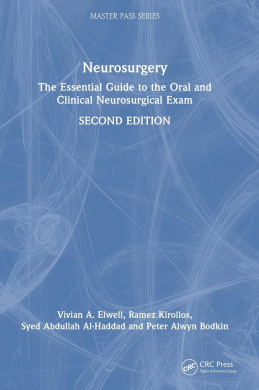 MASTER PASS SERIES
Neurosurgery
The Essential Guide to the Oral and
Clinical Neurosurgical Exam
SECOND EDITION
Vivian A. Elwell, Ramez Kirollos,
Syed Abdullah Al-Haddad and Peter Alwyn Bodkin
CRC Press
Taylor & Francis Group